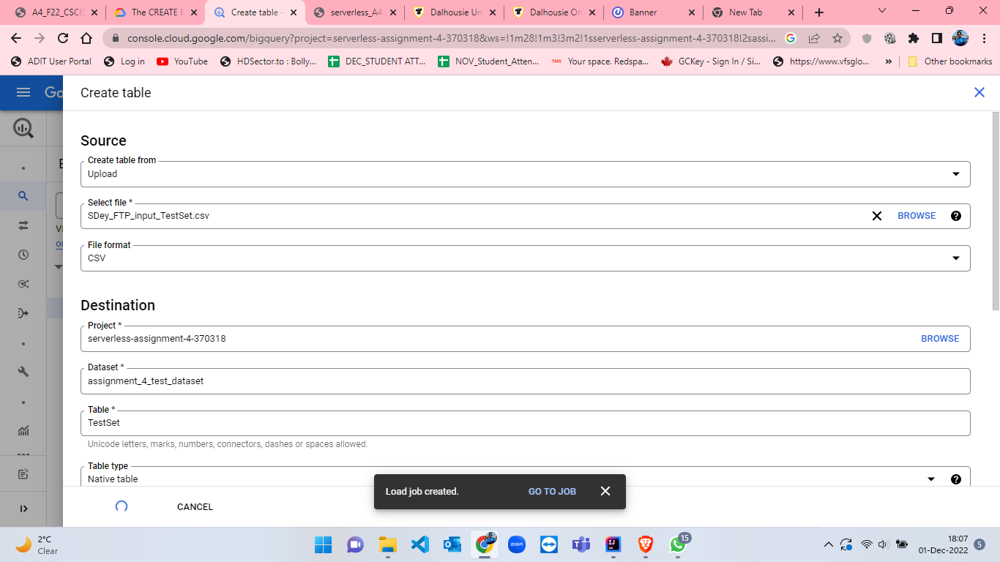 A4_F22_CSCI5
The CREATE M
Create table -
serverless_A4
Dalhousie Un
Dalhousie On
Banner
New Tab
console.cloud.google.com/bigquery?project=serverless-assignment-4-370318&ws=!1m28!1m3!3m2!1sserverless-assignment-4-370318!2sassi...
ADIT User Portal
Log in
YouTube
HDSector.to : Bolly...
DEC_STUDENT ATT...
NOV_Student_Atten...
TMS
Your space. Redspa...
GCKey - Sign In / Si...
https://www.vfsglo...
»
Other bookmarks
Goo
Create table
Source
Create table from
Upload
Select file *
SDey_FTP_input_TestSet.csv
BROWSE
File format
CSV
Vi
or
Destination
Project *
serverless-assignment-4-370318
BROWSE
Dataset *
assignment_4_test_dataset
Table *
TestSet
Unicode letters, marks, numbers, connectors, dashes or spaces allowed.
Table type
Native table
Load job created.
GO TO JOB
CANCEL
2°C
Clear
zoom
15
18:07
01-Dec-2022
5